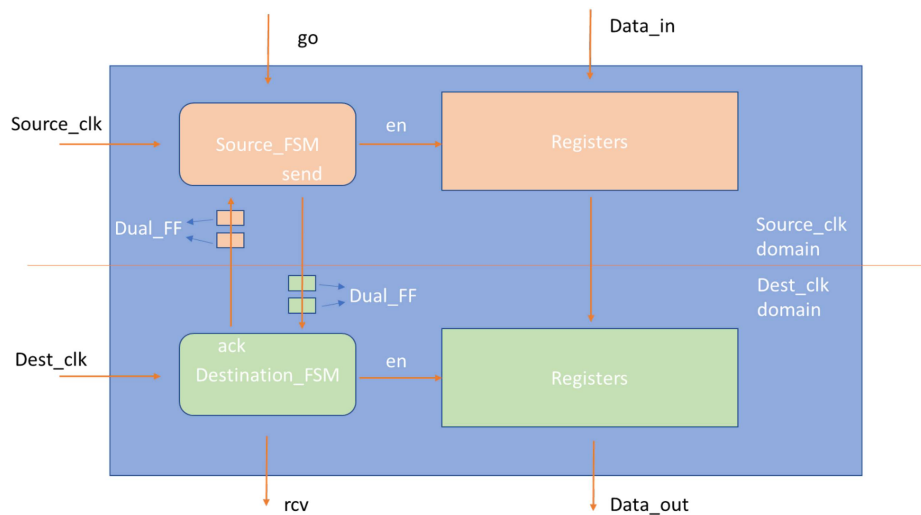 go
Data_in
Source_clk
Source_FSM
send
en
Registers
Dual_FF
Source_clk
domain
Dest_clk
domain
Dual_FF
Dest_clk
ack
Destination_FSM
en
Registers
rcv
Data_out